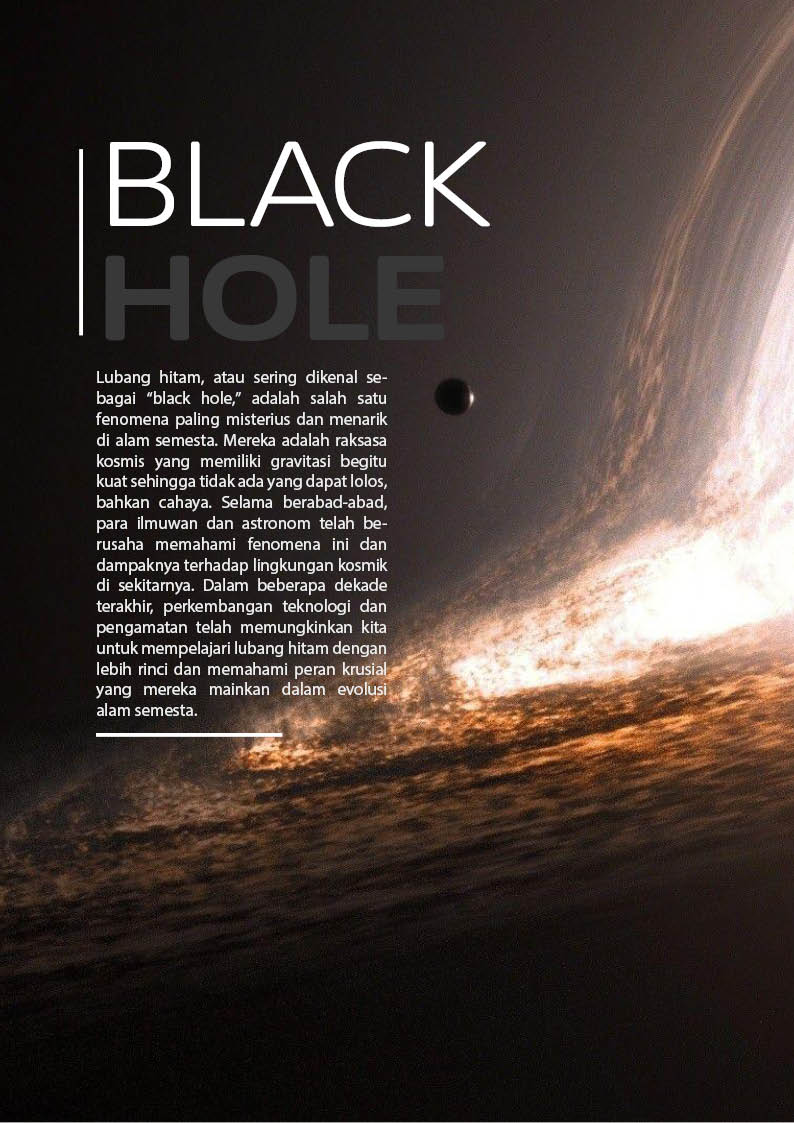 BLACK
HOLE
Lubang hitam, atau sering dikenal se-
bagai “black hole,” adalah salah satu
fenomena paling misterius dan menarik
di alam semesta. Mereka adalah raksasa
kosmis yang memiliki gravitasi begitu
kuat sehingga tidak ada yang dapat lolos,
bahkan cahaya. Selama berabad-abad,
para ilmuwan dan astronom telah be-
rusaha memahami fenomena ini dan
dampaknya terhadap lingkungan kosmik
di sekitarnya. Dalam beberapa dekade
terakhir, perkembangan teknologi dan
pengamatan telah memungkinkan kita
untuk mempelajari lubang hitam dengan
lebih rinci dan memahami peran krusial
yang mereka mainkan dalam evolusi
alam semesta.